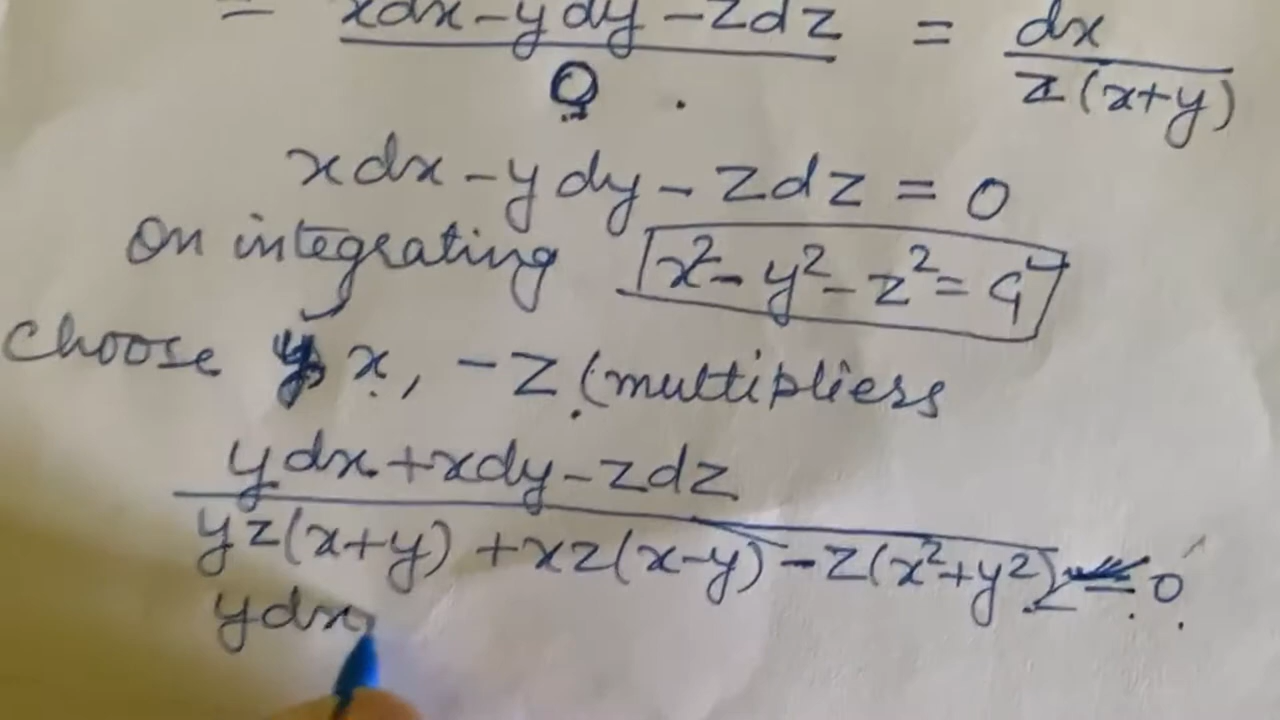 = xdx-ydy-zdz / 0 . = dx / z(x+y)
xdx-ydy-zdz = 0
On integrating x²-y²-z² = c₁
Choose y, x, -z (multipliers
ydx+xdy-zdz / yz(x+y)+xz(x-y)-z(x²+y²) = 0
ydx